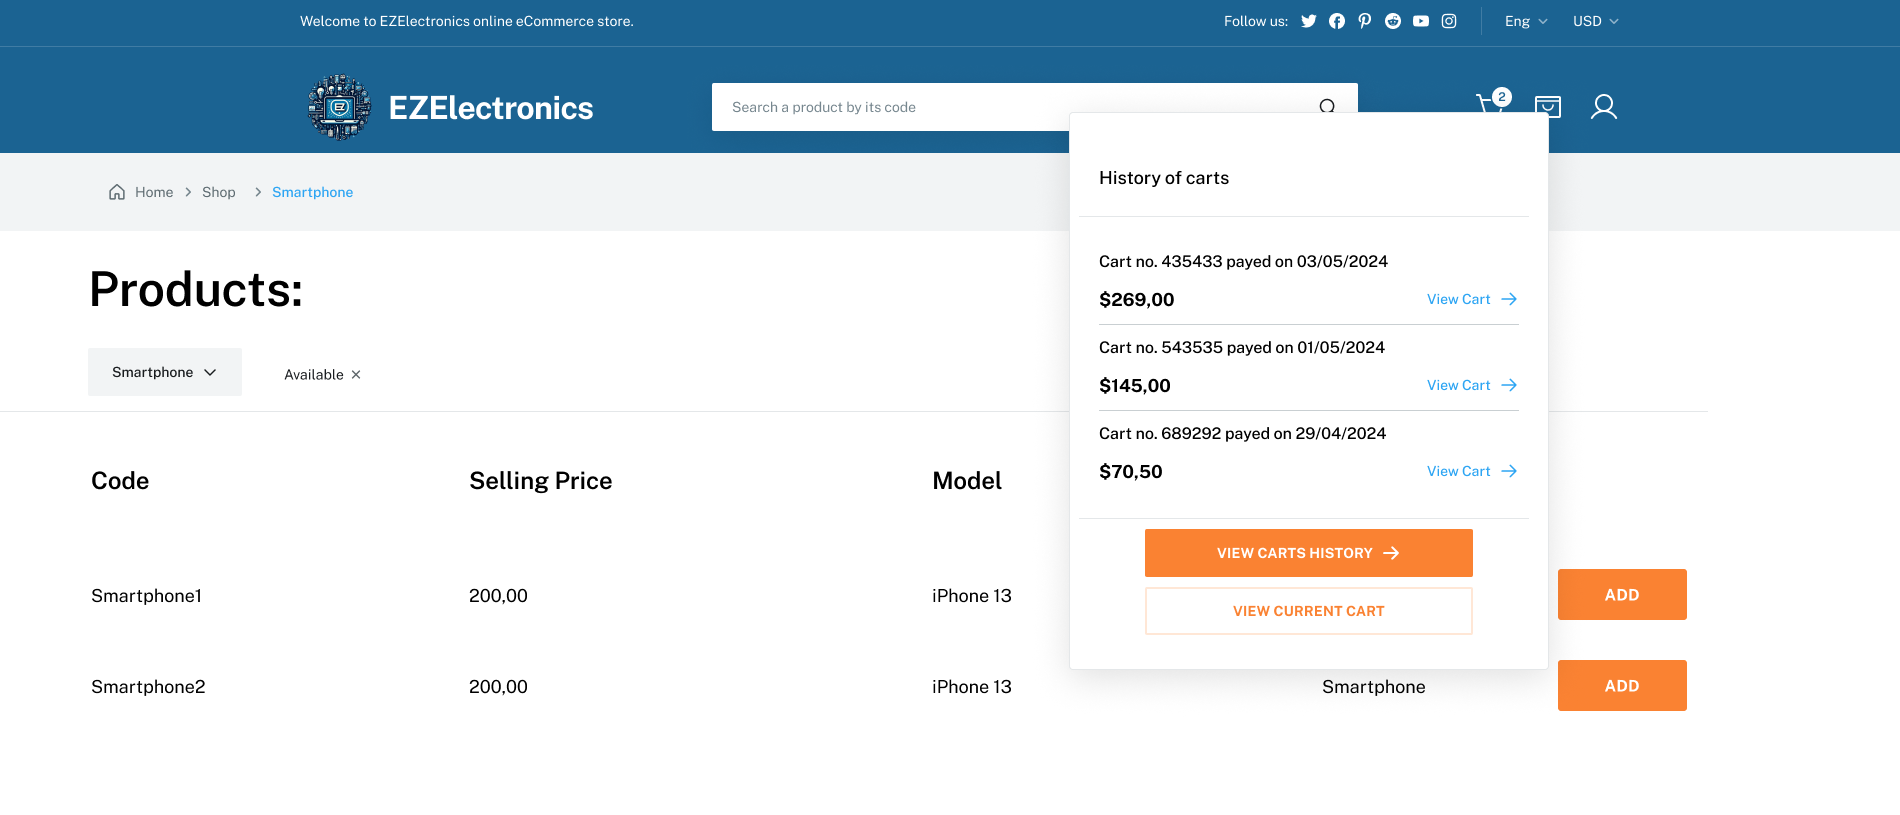 Welcome to EZElectronics online eCommerce store.
Follow us:
Eng
USD
EZ
EZElectronics
Search a product by its code
2
Home
Shop
Smartphone
History of carts
Cart no. 435433 payed on 03/05/2024
$269,00
View Cart
Cart no. 543535 payed on 01/05/2024
$145,00
View Cart
Cart no. 689292 payed on 29/04/2024
$70,50
View Cart
VIEW CARTS HISTORY
VIEW CURRENT CART
Products:
Smartphone
Available
Code
Selling Price
Model
Smartphone1
200,00
iPhone 13
ADD
Smartphone2
200,00
iPhone 13
Smartphone
ADD